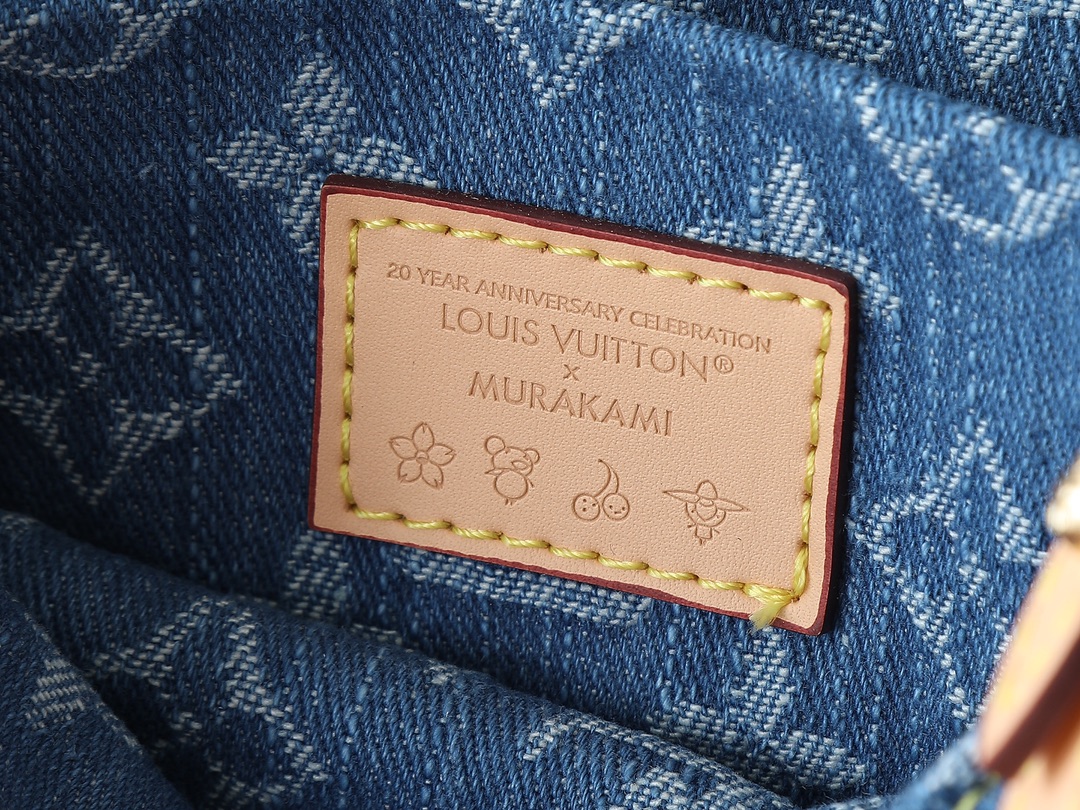 20 YEAR ANNIVERSARY CELEBRATION
LOUIS VUITTON®
x
MURAKAMI